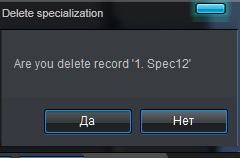 Delete specialization
Are you delete record '1. Spec12'
Да Нет